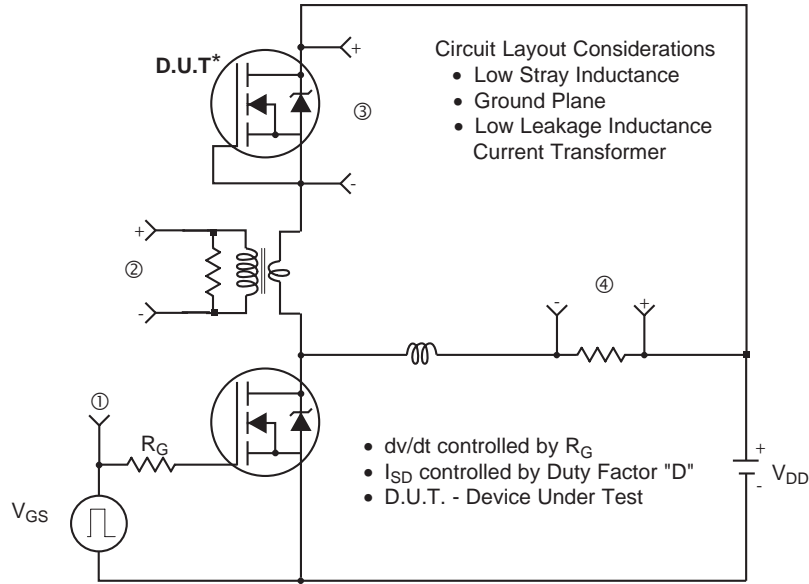 D.U.T*
+
Circuit Layout Considerations
• Low Stray Inductance
• Ground Plane
• Low Leakage Inductance
Current Transformer
③
-
+
②
-
④
-
+
①
RG
VGS
• dv/dt controlled by RG
• ISD controlled by Duty Factor "D"
• D.U.T. - Device Under Test
+
VDD
-